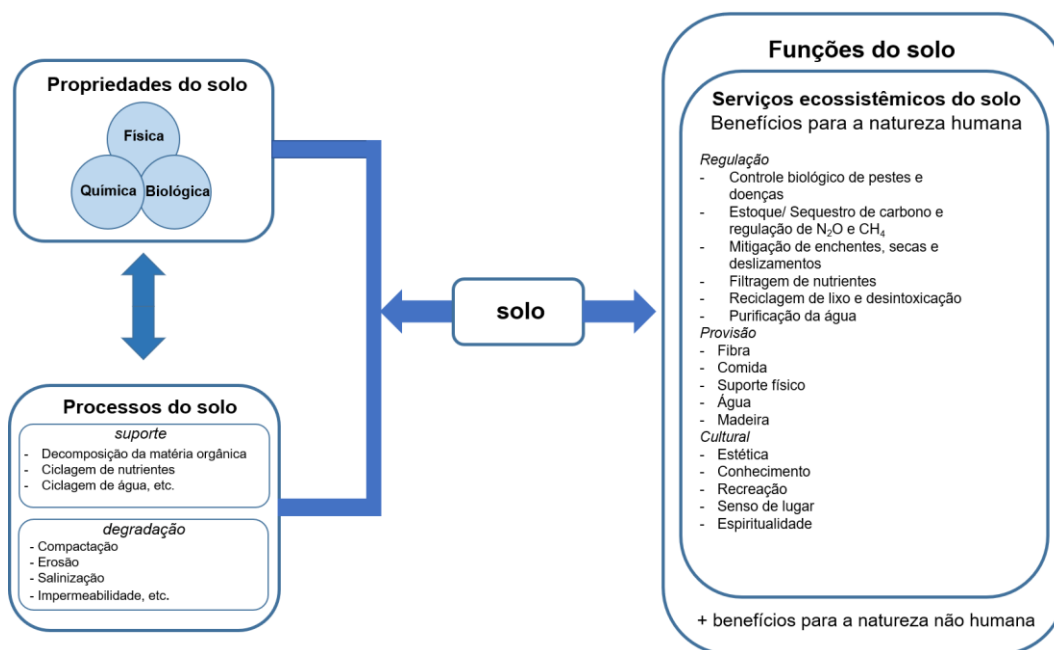 Propriedades do solo
Física
Química
Biológica
Processos do solo
suporte
- Decomposição da matéria orgânica
- Ciclagem de nutrientes
- Ciclagem de água, etc.
degradação
- Compactação
- Erosão
- Salinização
- Impermeabilidade, etc.
solo
Funções do solo
Serviços ecossistêmicos do solo
Benefícios para a natureza humana
Regulação
- Controle biológico de pestes e
doenças
- Estoque/ Sequestro de carbono e
regulação de N₂O e CH₄
- Mitigação de enchentes, secas e
deslizamentos
- Filtragem de nutrientes
- Reciclagem de lixo e desintoxicação
- Purificação da água
Provisão
- Fibra
- Comida
- Suporte físico
- Água
- Madeira
Cultural
- Estética
- Conhecimento
- Recreação
- Senso de lugar
- Espiritualidade
+ benefícios para a natureza não humana